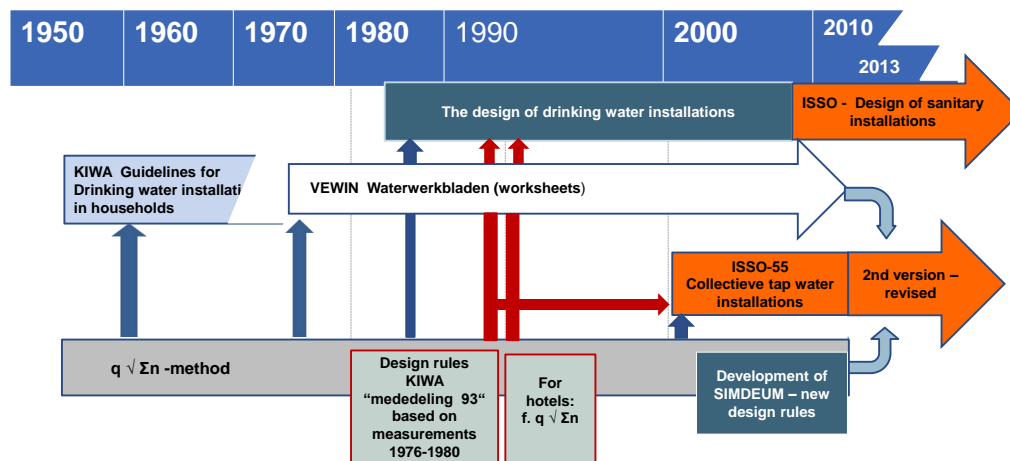 1950
1960
1970
1980
1990
2000
2010
2013
The design of drinking water installations
ISSO - Design of sanitary
installations
KIWA Guidelines for
Drinking water installati
in households
VEWIN Waterwerkbladen (worksheets)
ISSO-55
Collectieve tap water
installations
2nd version –
revised
q √ Σn -method
Design rules
KIWA
“mededeling 93“
based on
measurements
1976-1980
For
hotels:
f. q √ Σn
Development of
SIMDEUM – new
design rules